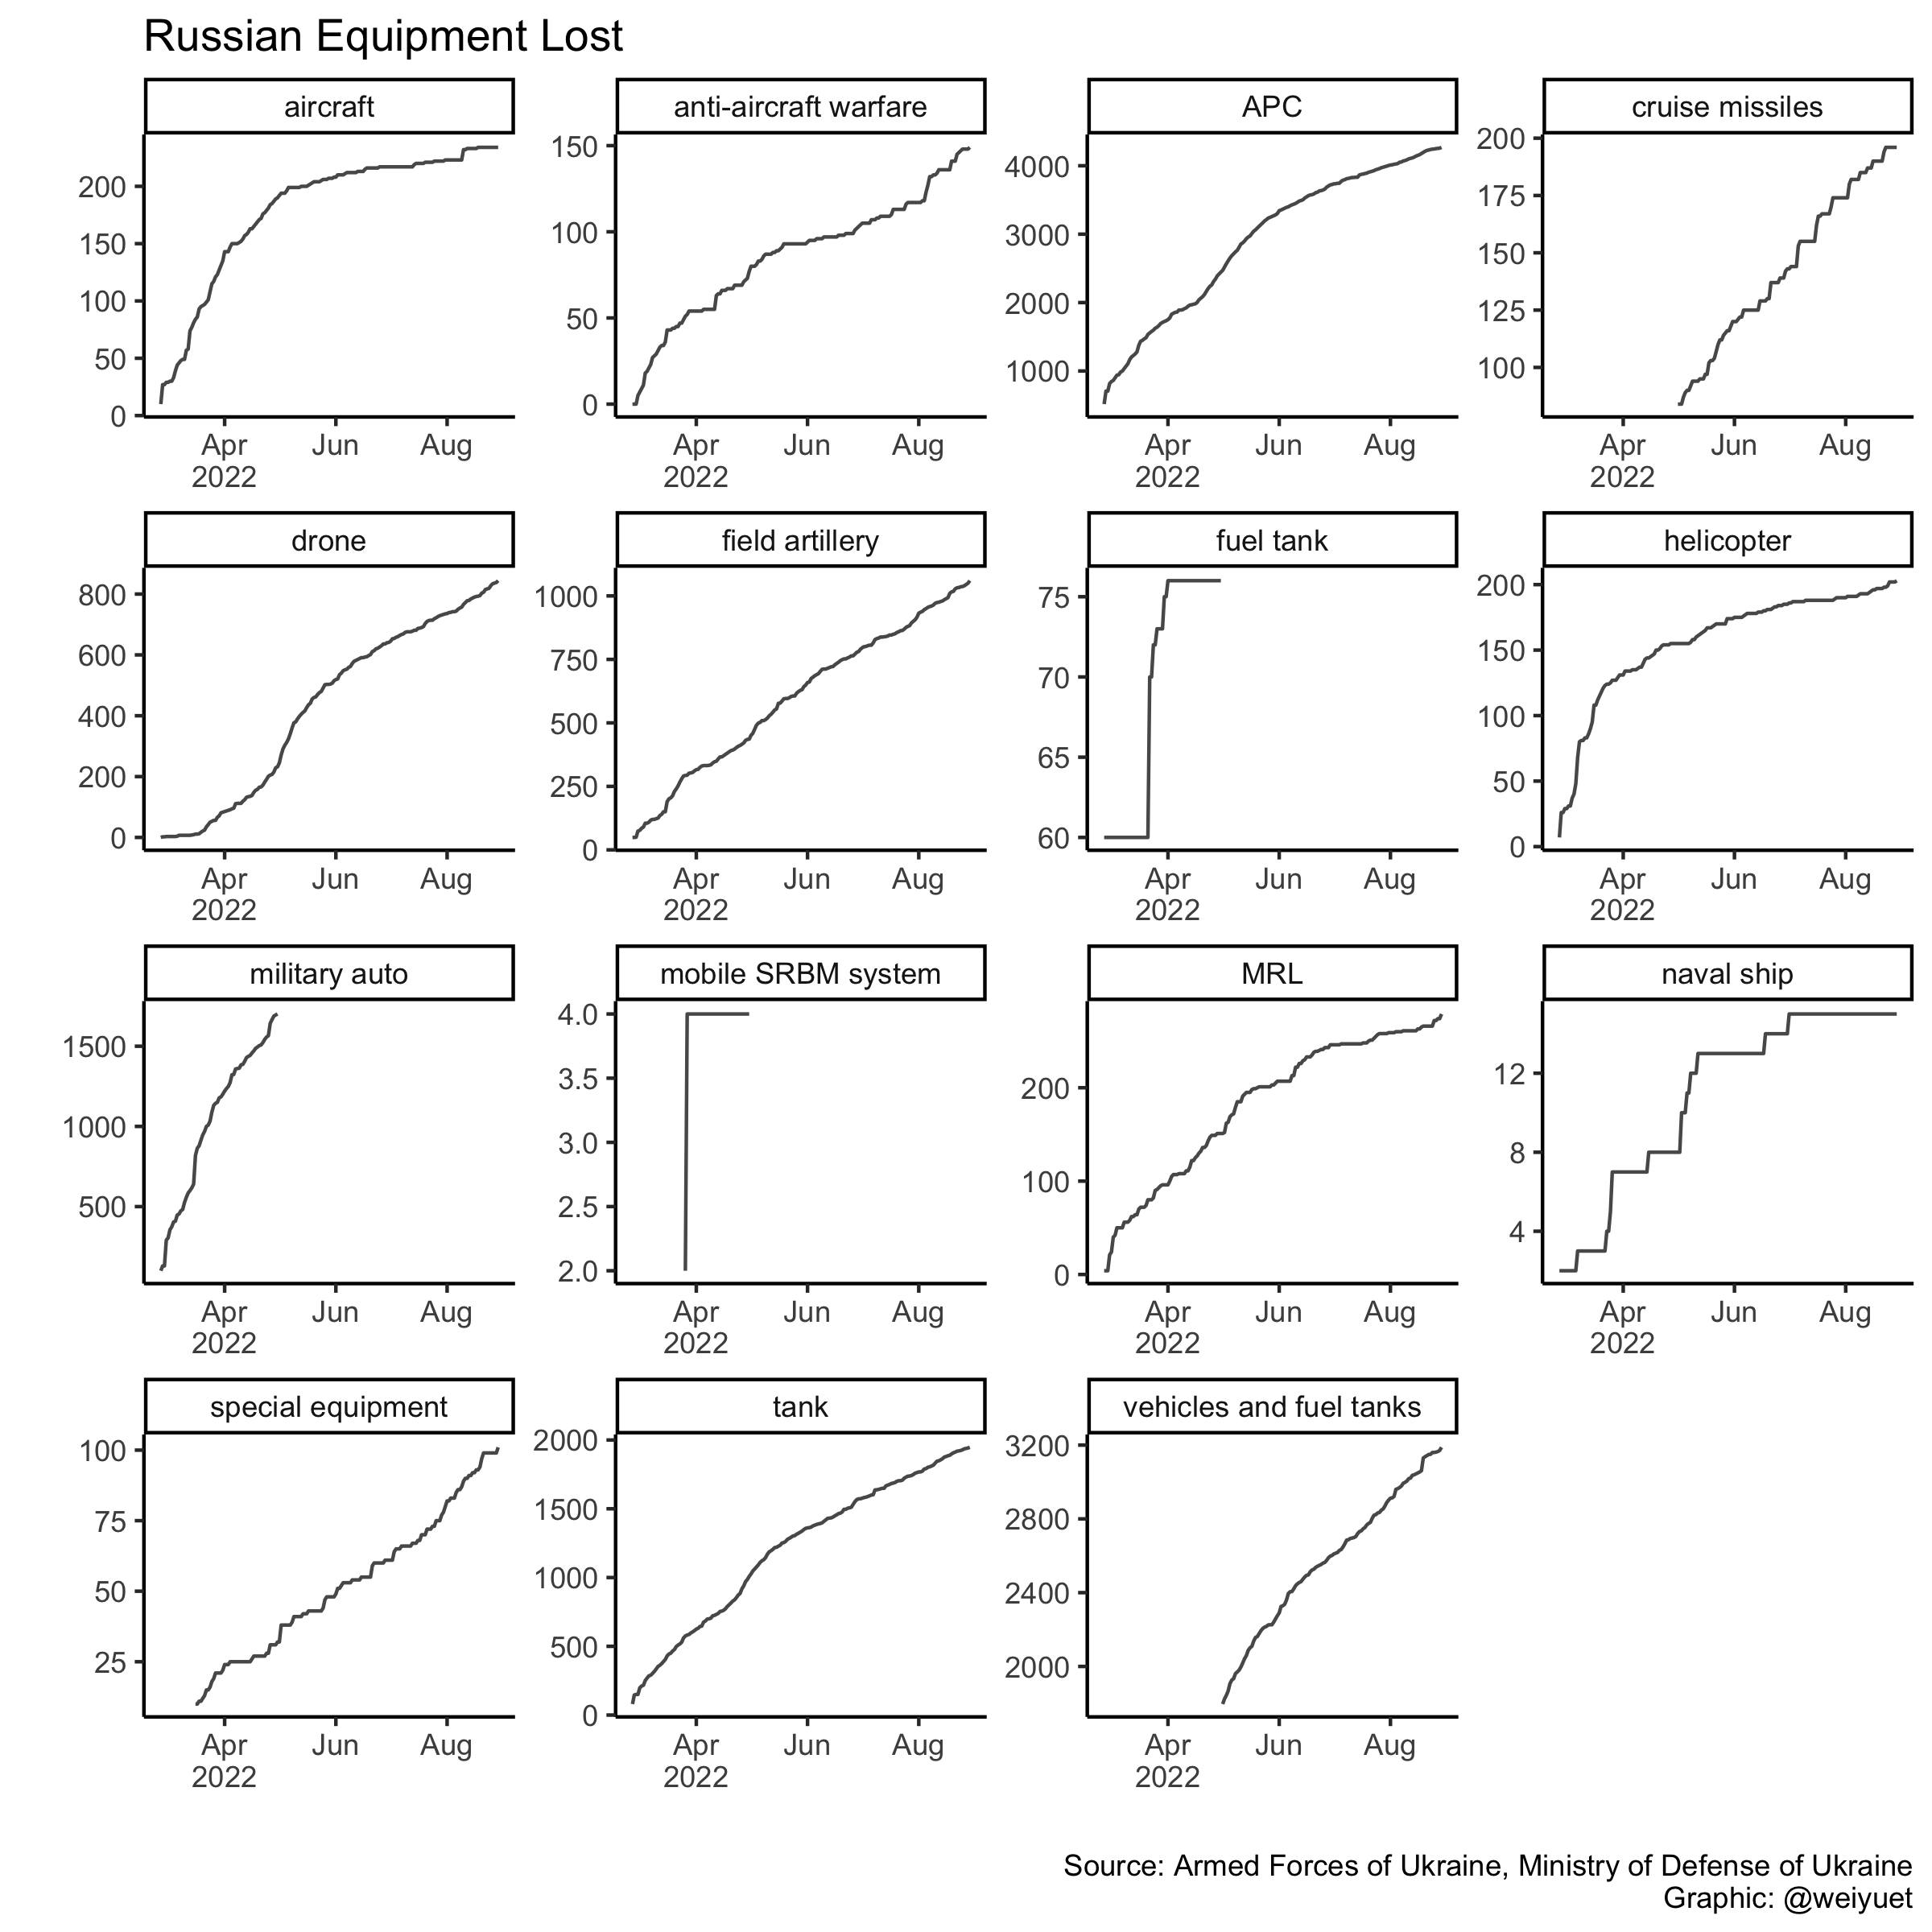 Russian Equipment Lost
aircraft
anti-aircraft warfare
APC
cruise missiles
200
150
100
50
0
Apr
2022
Jun
Aug
150
100
50
0
Apr
2022
Jun
Aug
4000
3000
2000
1000
Apr
2022
Jun
Aug
200
175
150
125
100
Apr
2022
Jun
Aug
drone
field artillery
fuel tank
helicopter
800
600
400
200
0
Apr
2022
Jun
Aug
1000
750
500
250
0
Apr
2022
Jun
Aug
75
70
65
60
Apr
2022
Jun
Aug
200
150
100
50
0
Apr
2022
Jun
Aug
military auto
mobile SRBM system
MRL
naval ship
1500
1000
500
Apr
2022
Jun
Aug
4.0
3.5
3.0
2.5
2.0
Apr
2022
Jun
Aug
200
100
0
Apr
2022
Jun
Aug
12
8
4
Apr
2022
Jun
Aug
special equipment
tank
vehicles and fuel tanks
100
75
50
25
Apr
2022
Jun
Aug
2000
1500
1000
500
0
Apr
2022
Jun
Aug
3200
2800
2400
2000
Apr
2022
Jun
Aug
Source: Armed Forces of Ukraine, Ministry of Defense of Ukraine
Graphic: @weiyuet